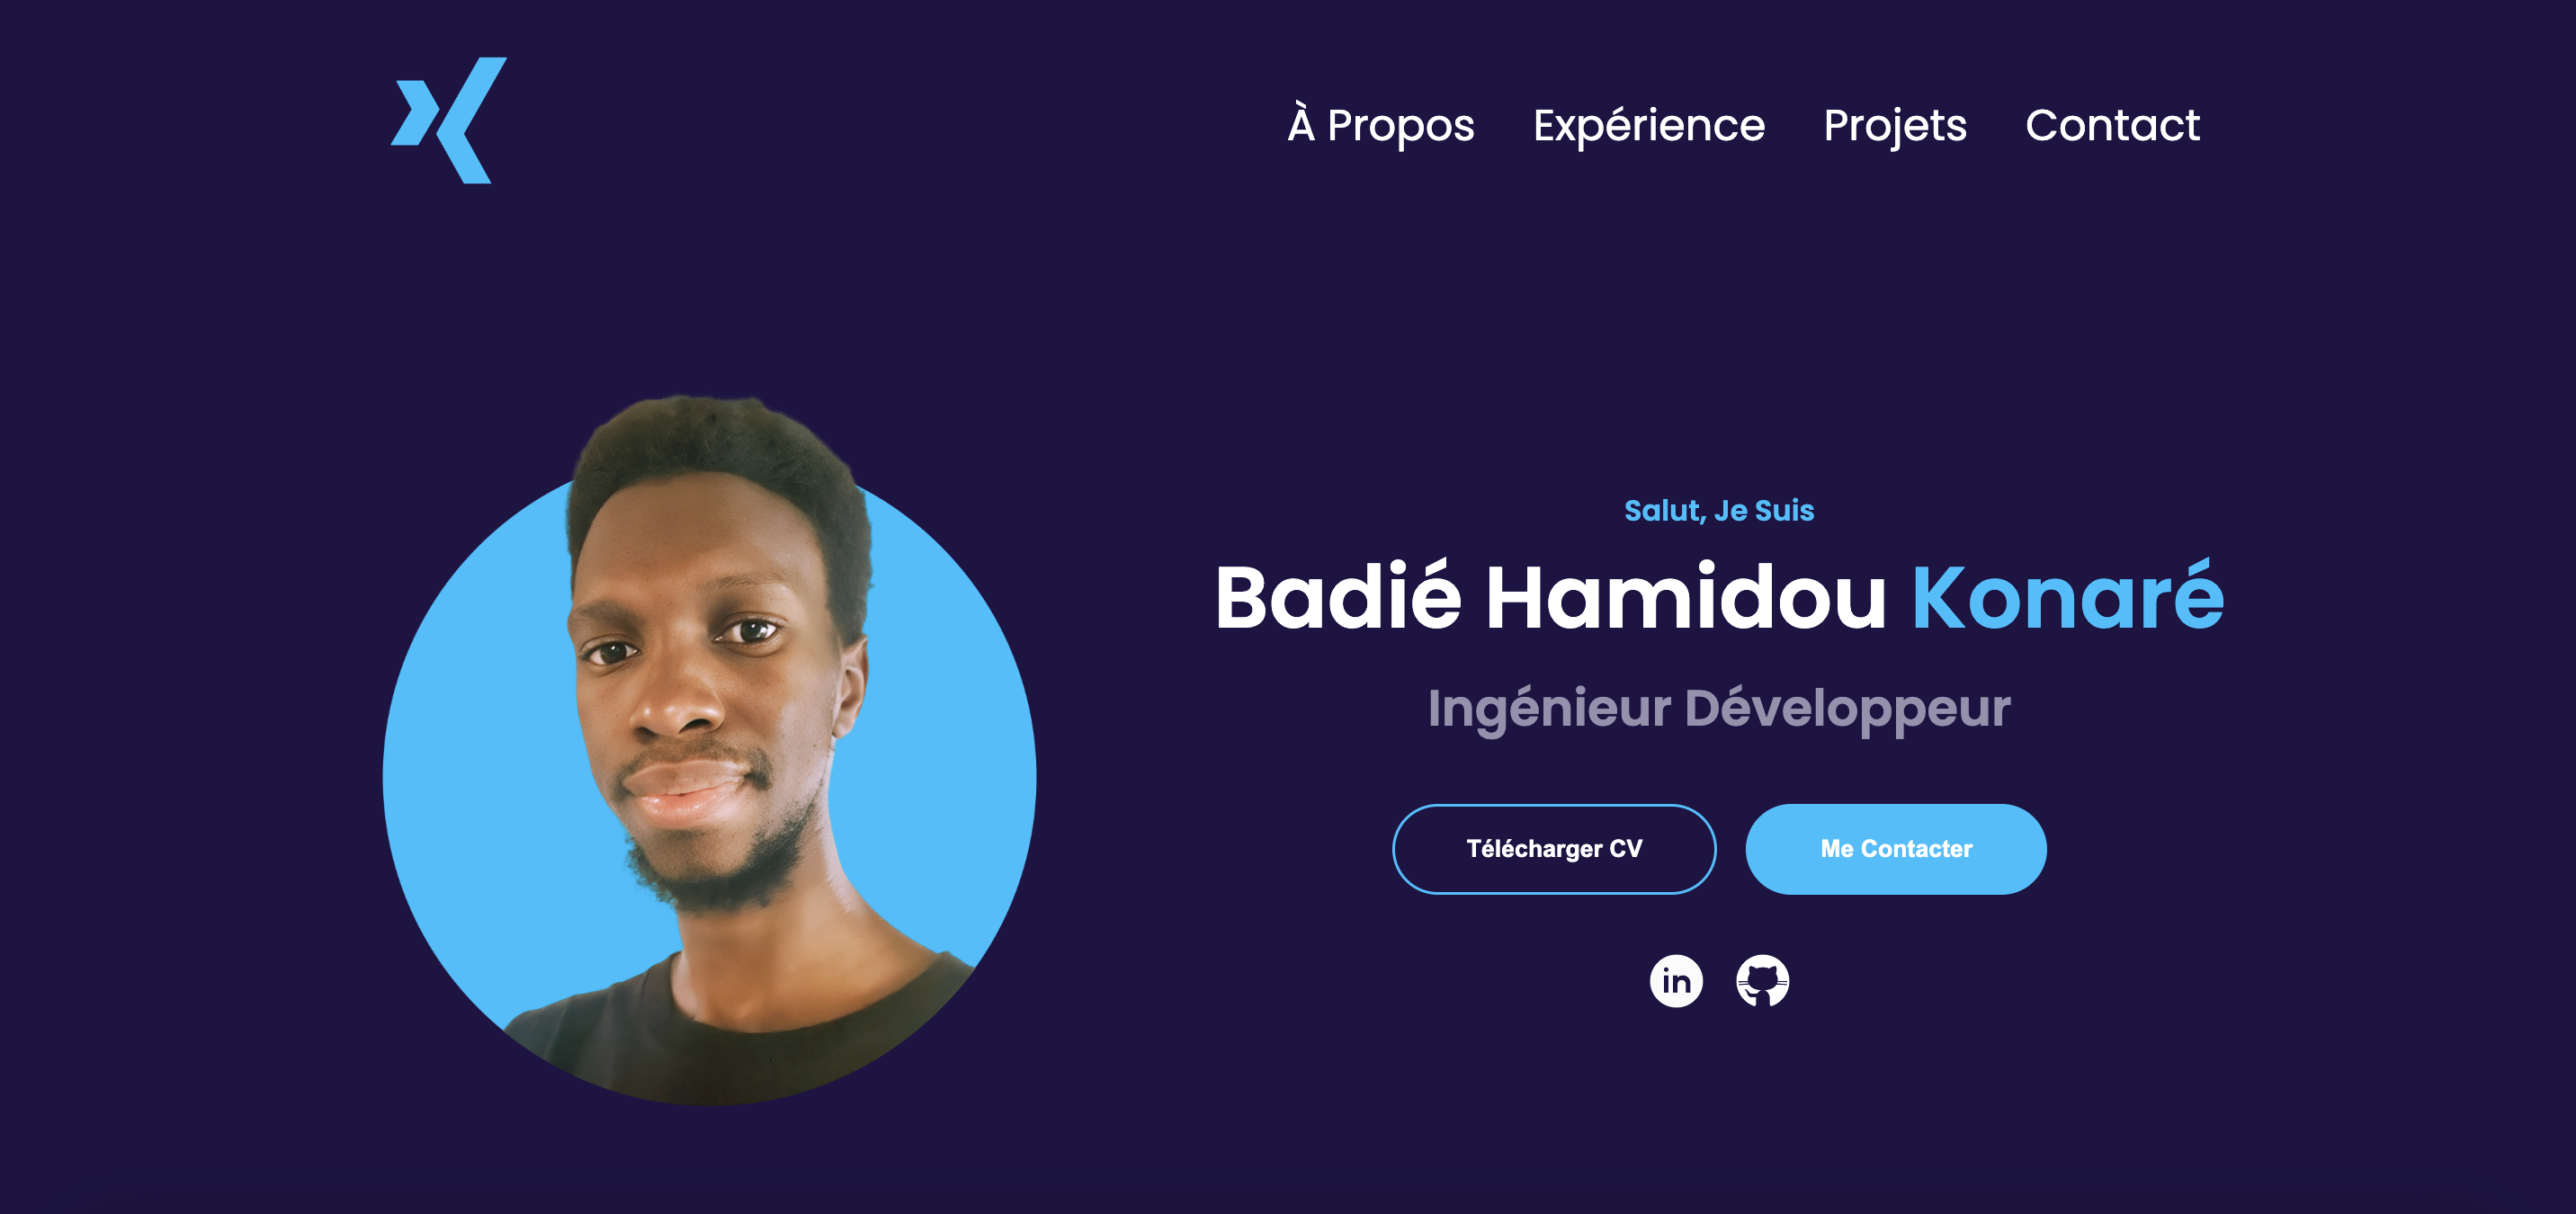 À Propos Expérience Projets Contact
Salut, Je Suis
Badié Hamidou Konaré
Ingénieur Développeur
Télécharger CV Me Contacter
in